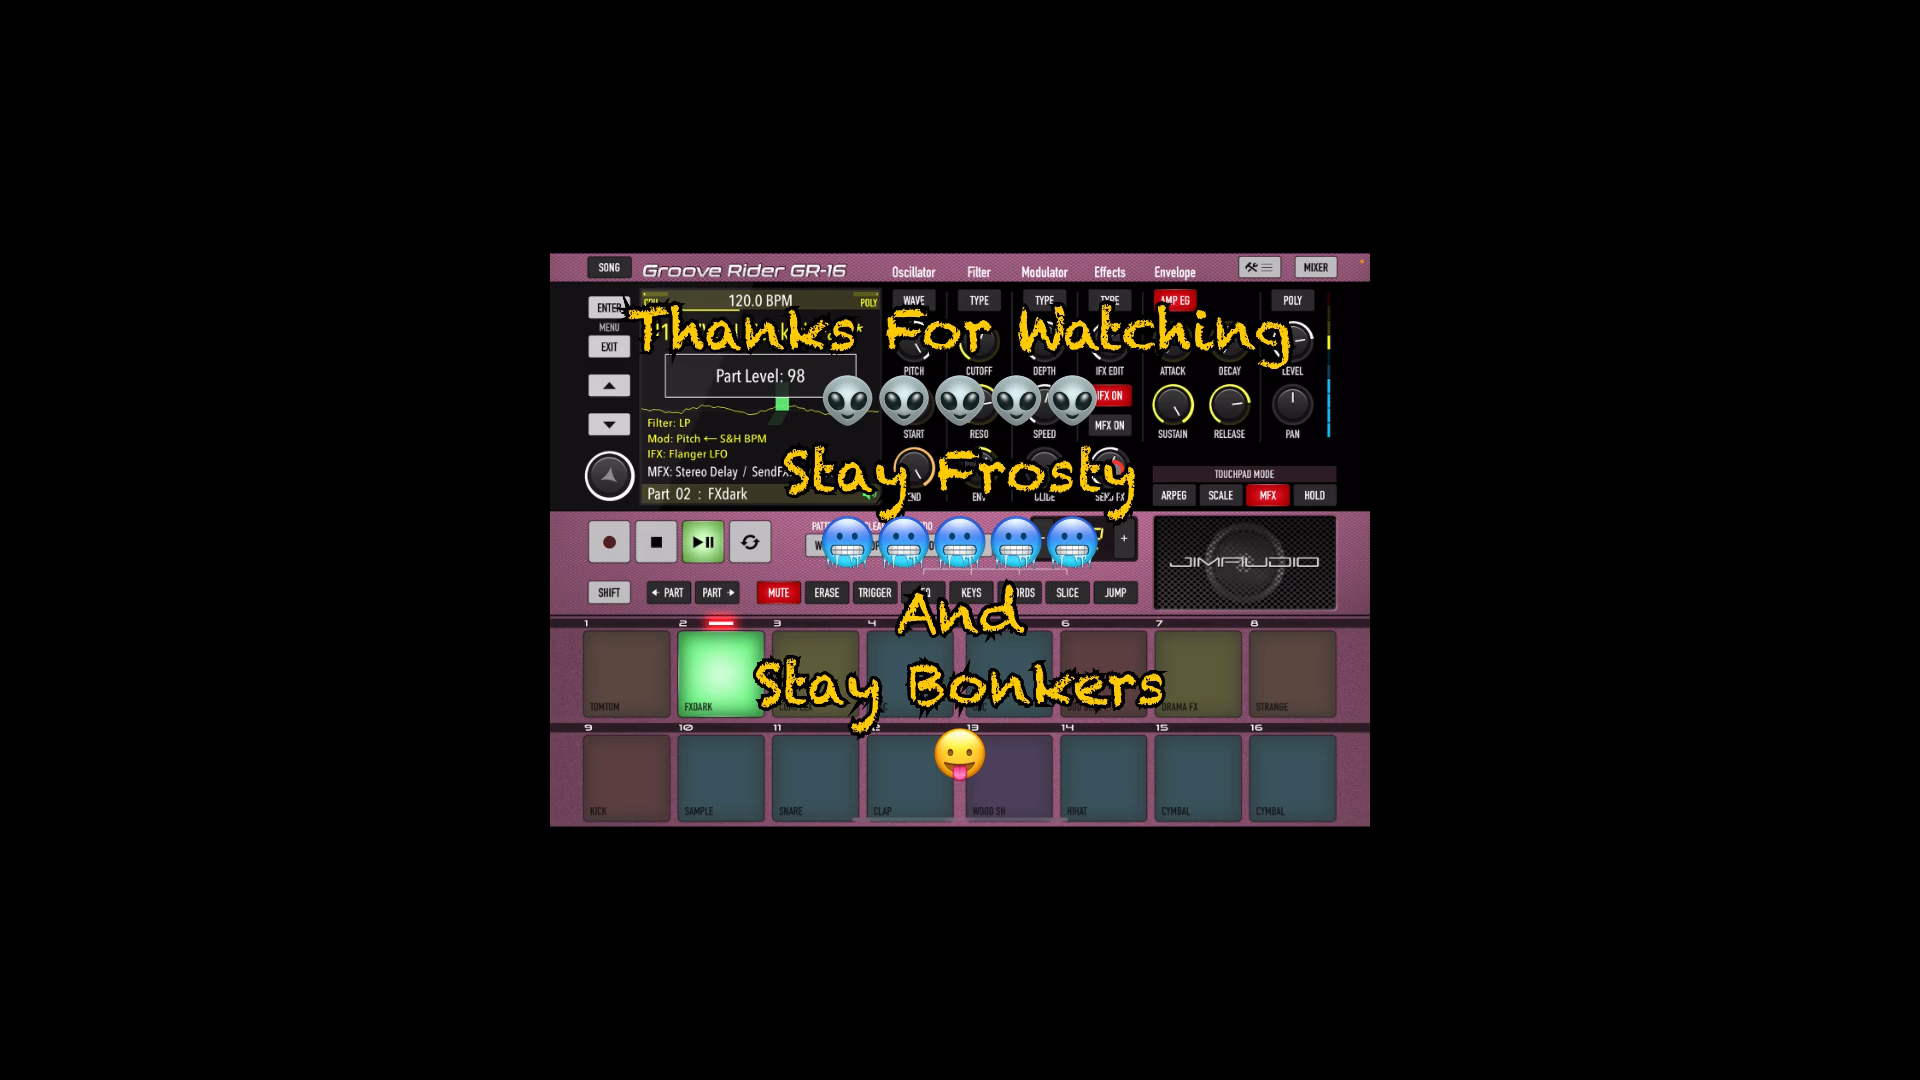 SONG Groove Rider GR-16 Oscillator Filter Modulator Effects Envelope MIXER
ENTER 120.0 BPM POLY WAVE TYPE TYPE TYPE AMP EG POLY
MENU
Thanks For Watching
EXIT
PITCH CUTOFF DEPTH IFX EDIT ATTACK DECAY LEVEL
Part Level: 98
👽👽👽👽👽
IFX ON
Filter: LP
MFX ON
START RESO SPEED SUSTAIN RELEASE PAN
Mod: Pitch ← S&H BPM
IFX: Flanger LFO
MFX: Stereo Delay /
Stay Frosty
TOUCHPAD MODE
Part 02 : FXdark
ARPEG SCALE MFX HOLD
🥶🥶🥶🥶🥶
JIMAUDIO
SHIFT ← PART PART → MUTE ERASE TRIGGER KEYS SLICE JUMP
And
1 2 3 4 6 7 8
Stay Bonkers
TOMTOM FXDARK DRAMA FX STRANGE
9 10 11 13 14 15 16
😛
KICK SAMPLE SNARE CLAP WOOD SH HIHAT CYMBAL CYMBAL